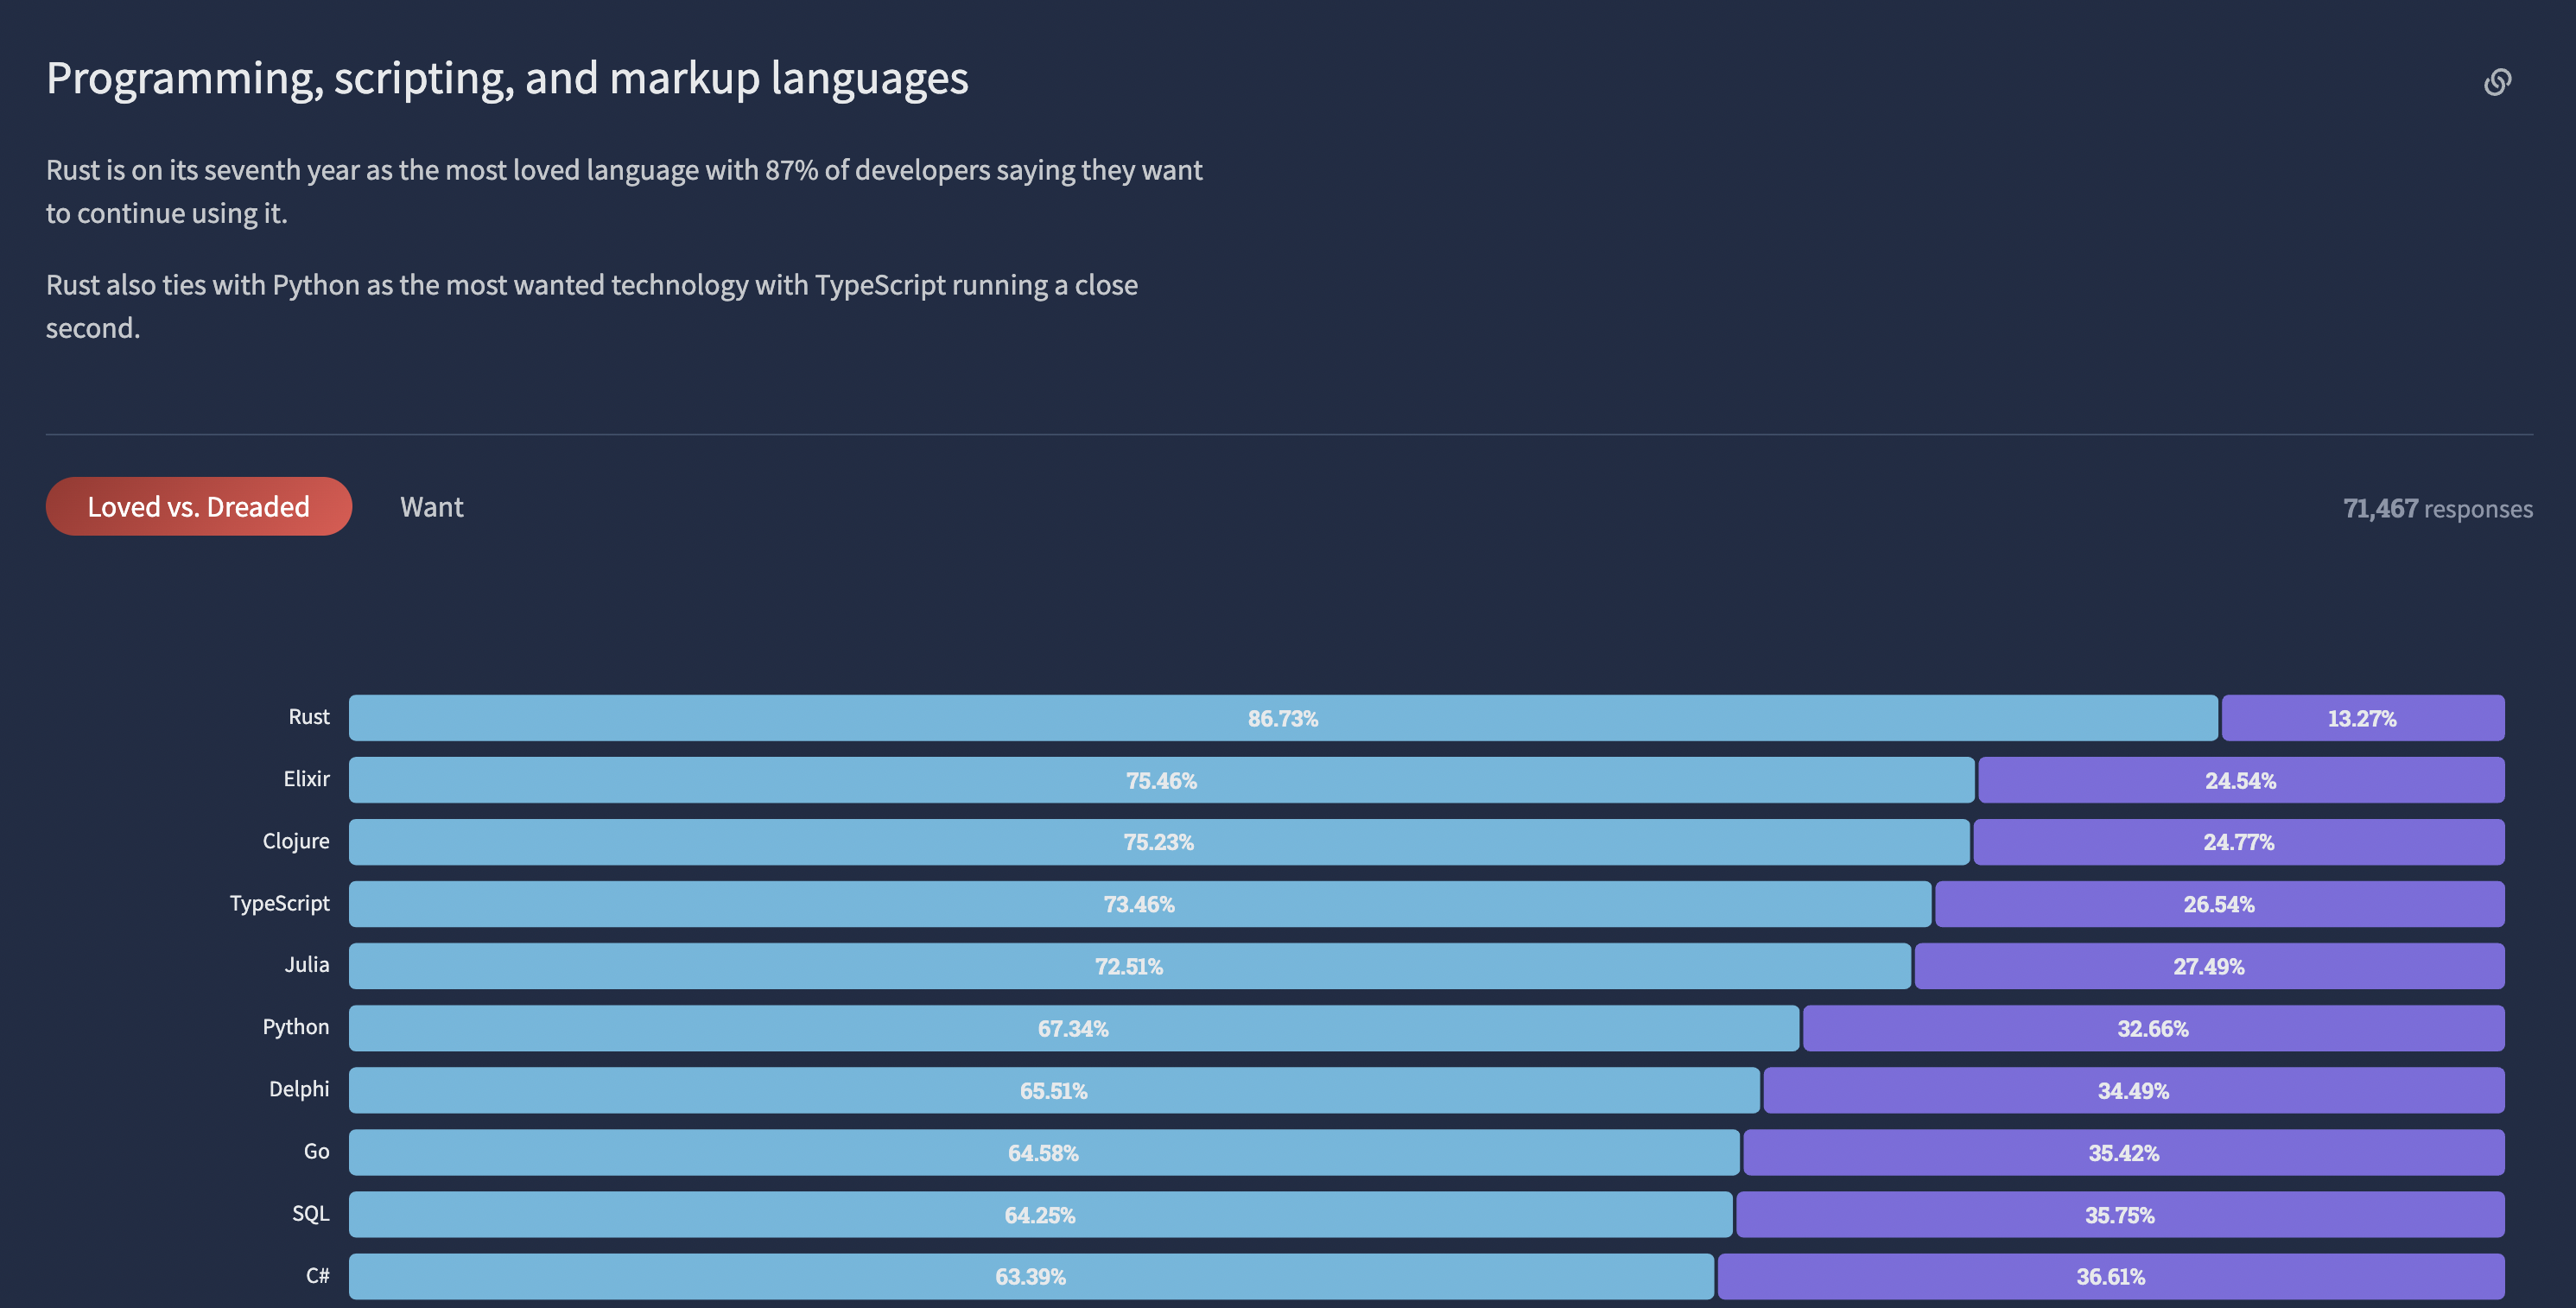 Programming, scripting, and markup languages
Rust is on its seventh year as the most loved language with 87% of developers saying they want
to continue using it.
Rust also ties with Python as the most wanted technology with TypeScript running a close
second.
Loved vs. Dreaded Want 71,467 responses
Rust 86.73% 13.27%
Elixir 75.46% 24.54%
Clojure 75.23% 24.77%
TypeScript 73.46% 26.54%
Julia 72.51% 27.49%
Python 67.34% 32.66%
Delphi 65.51% 34.49%
Go 64.58% 35.42%
SQL 64.25% 35.75%
C# 63.39% 36.61%